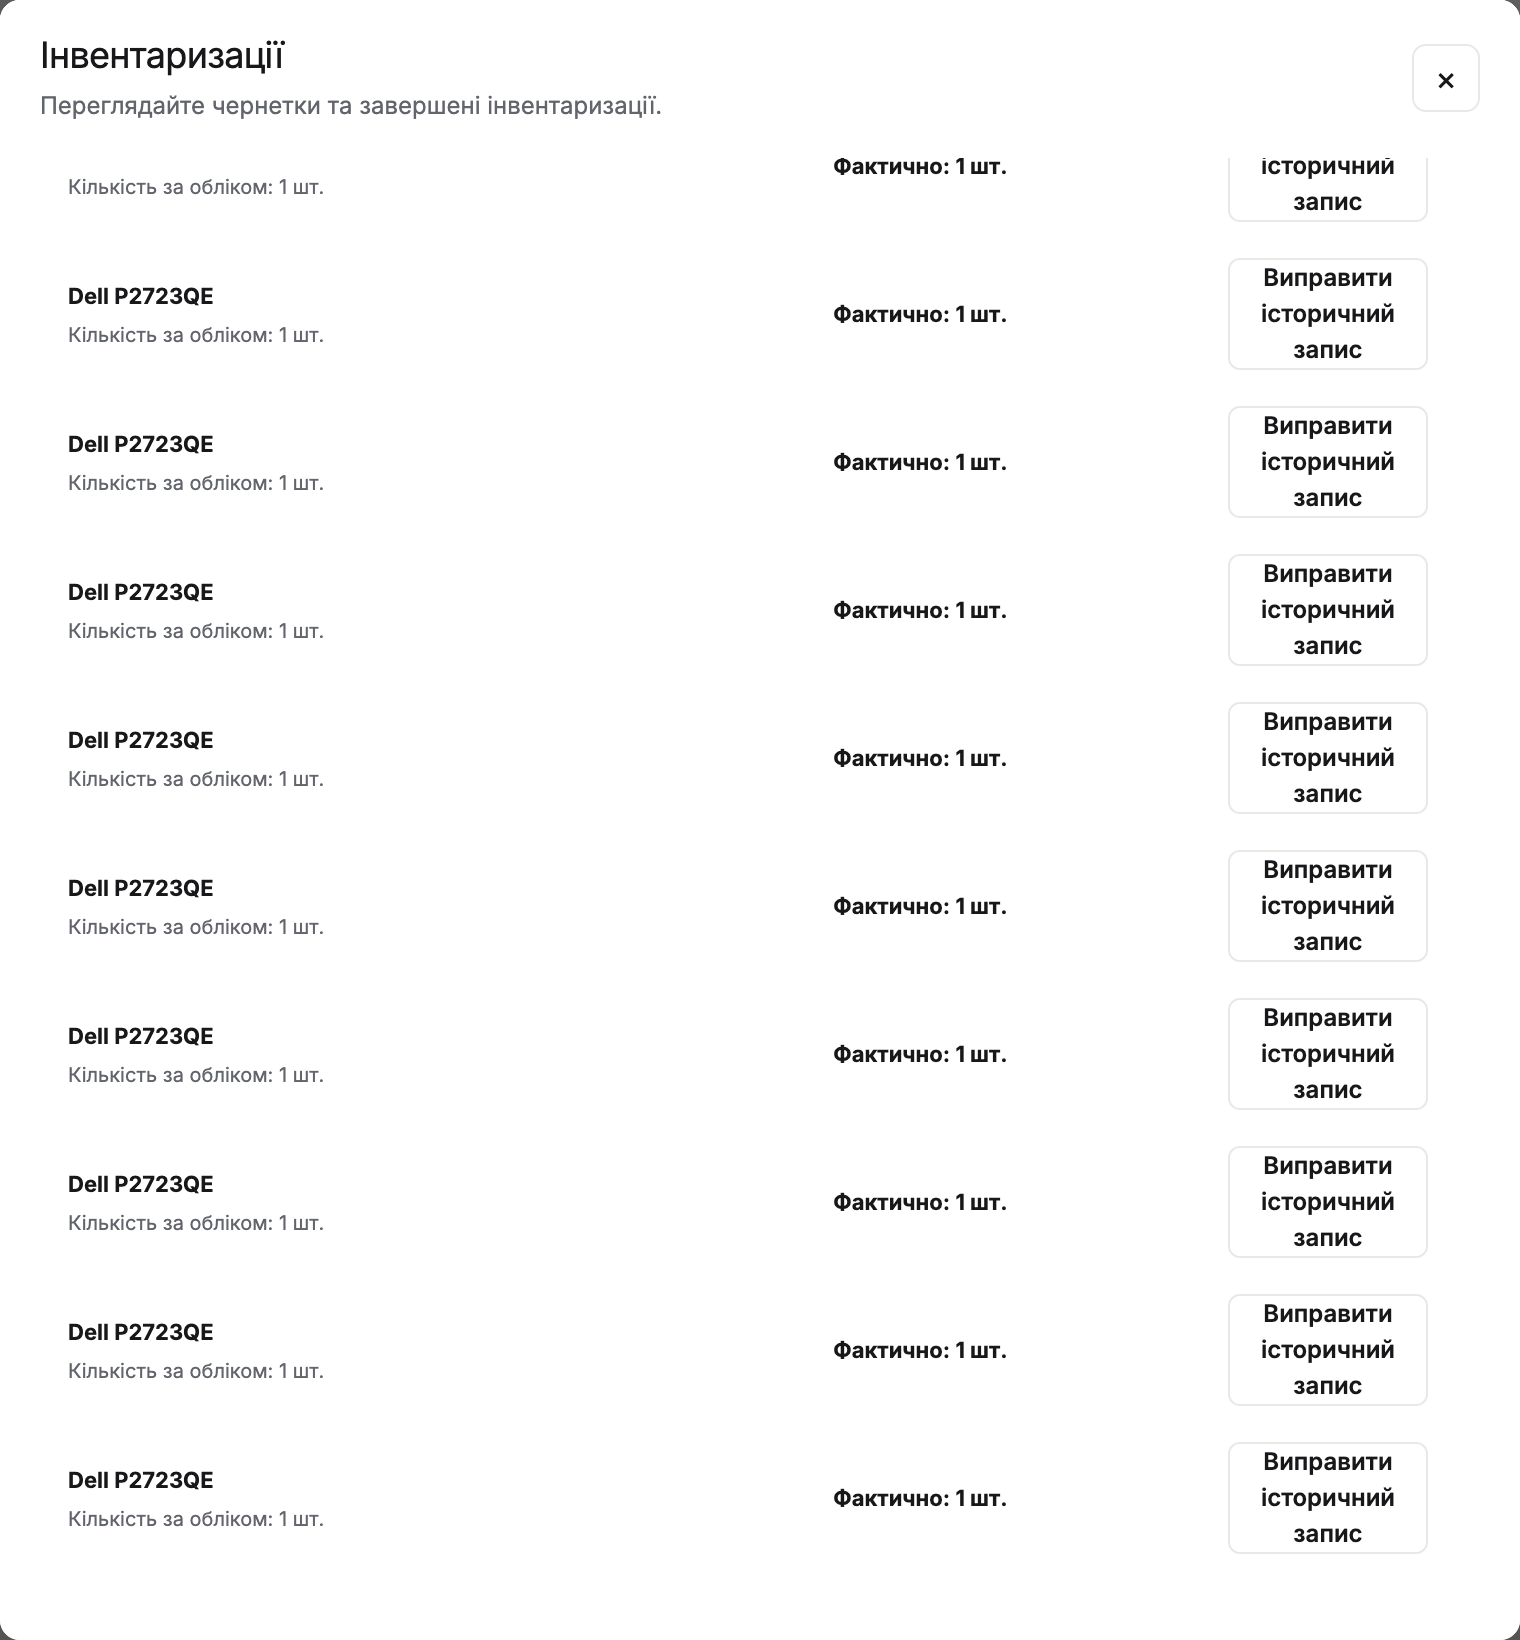 Інвентаризації
Переглядайте чернетки та завершені інвентаризації.
×
Кількість за обліком: 1 шт.
Фактично: 1 шт.
історичний
запис
Dell P2723QE
Кількість за обліком: 1 шт.
Фактично: 1 шт.
Виправити
історичний
запис
Dell P2723QE
Кількість за обліком: 1 шт.
Фактично: 1 шт.
Виправити
історичний
запис
Dell P2723QE
Кількість за обліком: 1 шт.
Фактично: 1 шт.
Виправити
історичний
запис
Dell P2723QE
Кількість за обліком: 1 шт.
Фактично: 1 шт.
Виправити
історичний
запис
Dell P2723QE
Кількість за обліком: 1 шт.
Фактично: 1 шт.
Виправити
історичний
запис
Dell P2723QE
Кількість за обліком: 1 шт.
Фактично: 1 шт.
Виправити
історичний
запис
Dell P2723QE
Кількість за обліком: 1 шт.
Фактично: 1 шт.
Виправити
історичний
запис
Dell P2723QE
Кількість за обліком: 1 шт.
Фактично: 1 шт.
Виправити
історичний
запис
Dell P2723QE
Кількість за обліком: 1 шт.
Фактично: 1 шт.
Виправити
історичний
запис